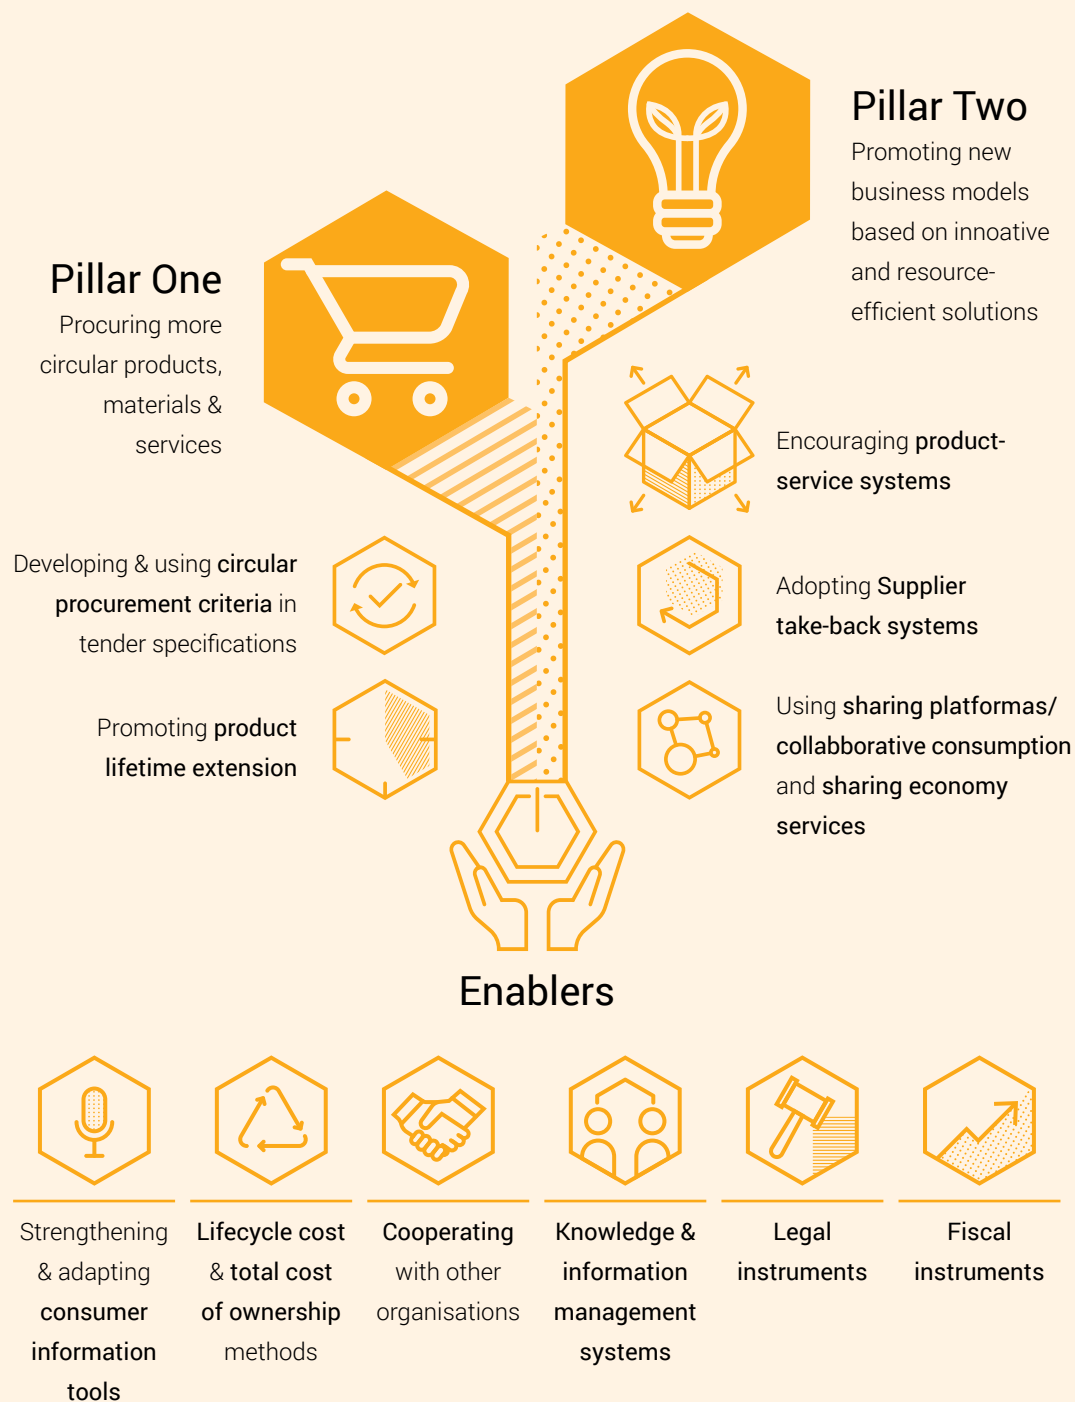 Pillar One
Procuring more
circular products,
materials &
services
Developing & using circular
procurement criteria in
tender specifications
Promoting product
lifetime extension
Pillar Two
Promoting new
business models
based on innoative
and resource-
efficient solutions
Encouraging product-
service systems
Adopting Supplier
take-back systems
Using sharing platformas/
collabborative consumption
and sharing economy
services
Enablers
Strengthening
& adapting
consumer
information
tools
Lifecycle cost
& total cost
of ownership
methods
Cooperating
with other
organisations
Knowledge &
information
management
systems
Legal
instruments
Fiscal
instruments